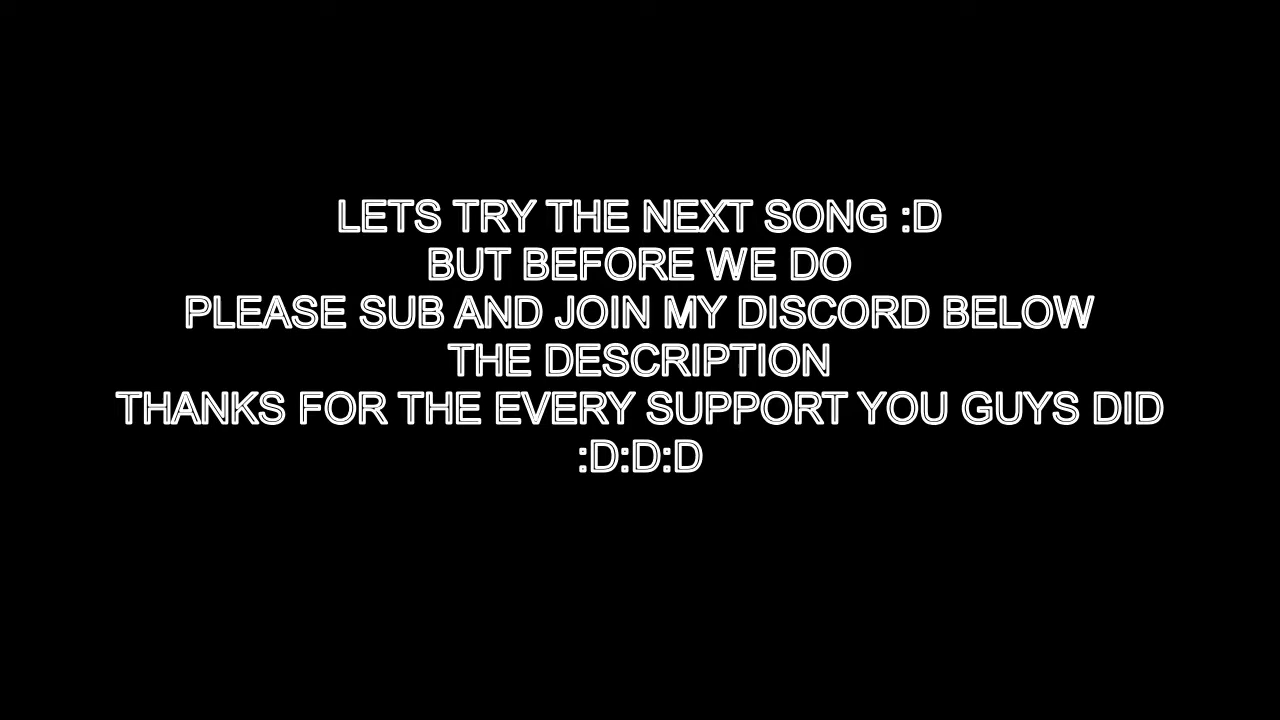 LETS TRY THE NEXT SONG :D
BUT BEFORE WE DO
PLEASE SUB AND JOIN MY DISCORD BELOW
THE DESCRIPTION
THANKS FOR THE EVERY SUPPORT YOU GUYS DID
:D:D:D